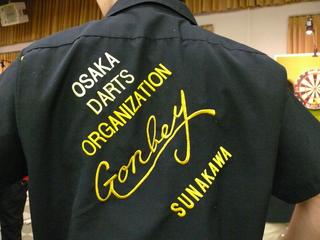 OSAKA
DARTS
ORGANIZATION
Gonbey
SUNAKAWA